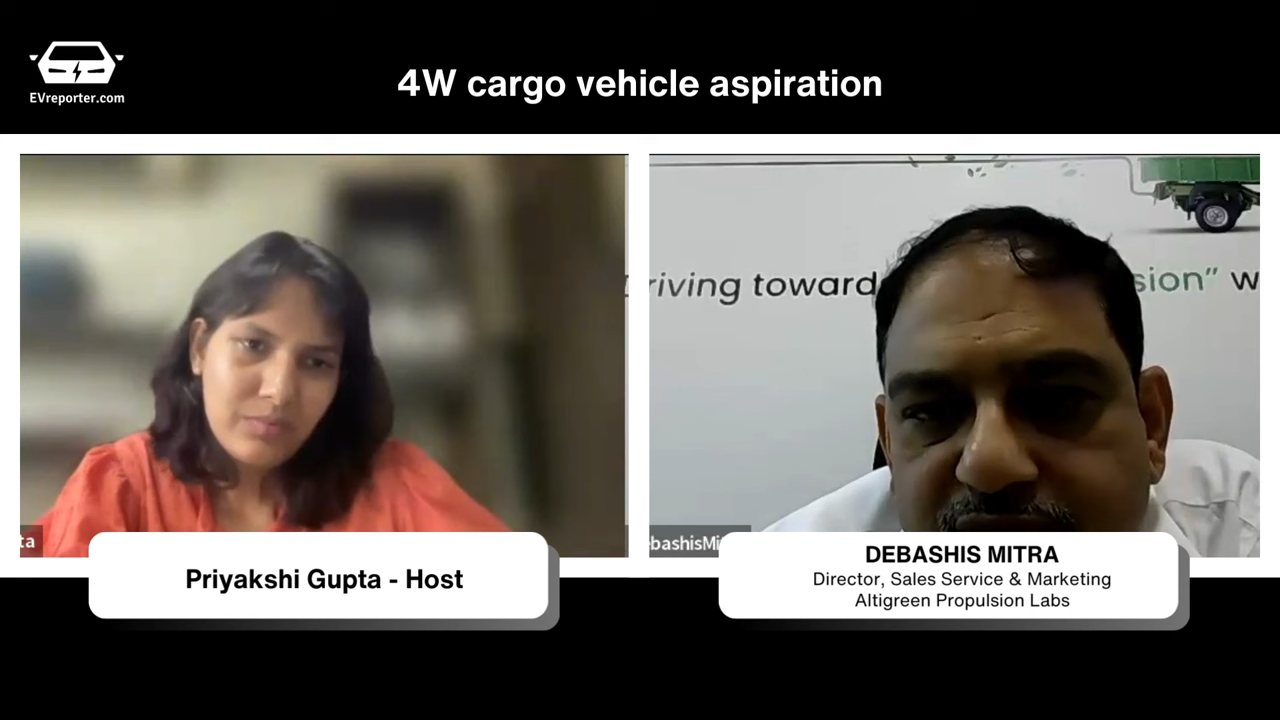 4W cargo vehicle aspiration
EVreporter.com
riving toward sion” w
ta
ebashisMi
Priyakshi Gupta - Host
DEBASHIS MITRA
Director, Sales Service & Marketing
Altigreen Propulsion Labs